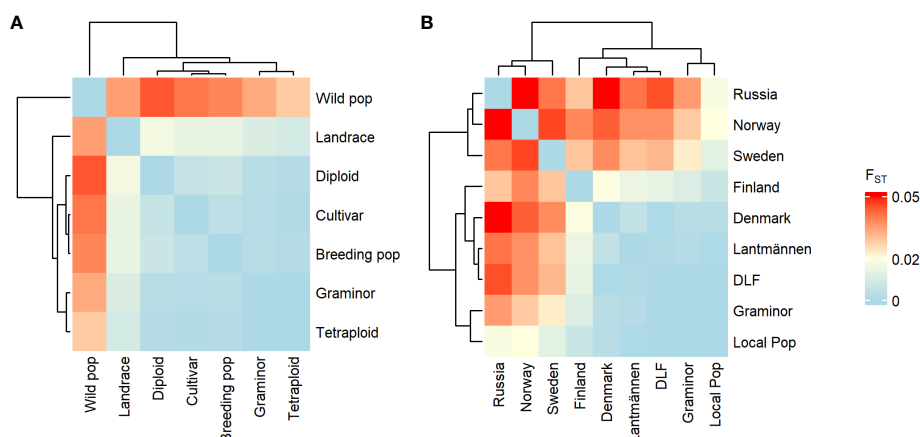 A
B
Wild pop
Landrace
Diploid
Cultivar
Breeding pop
Graminor
Tetraploid
Wild pop
Landrace
Diploid
Cultivar
Breeding pop
Graminor
Tetraploid
Russia
Norway
Sweden
Finland
Denmark
Lantmännen
DLF
Graminor
Local Pop
Russia
Norway
Sweden
Finland
Denmark
Lantmännen
DLF
Graminor
Local Pop
FST
0.05
0.02
0